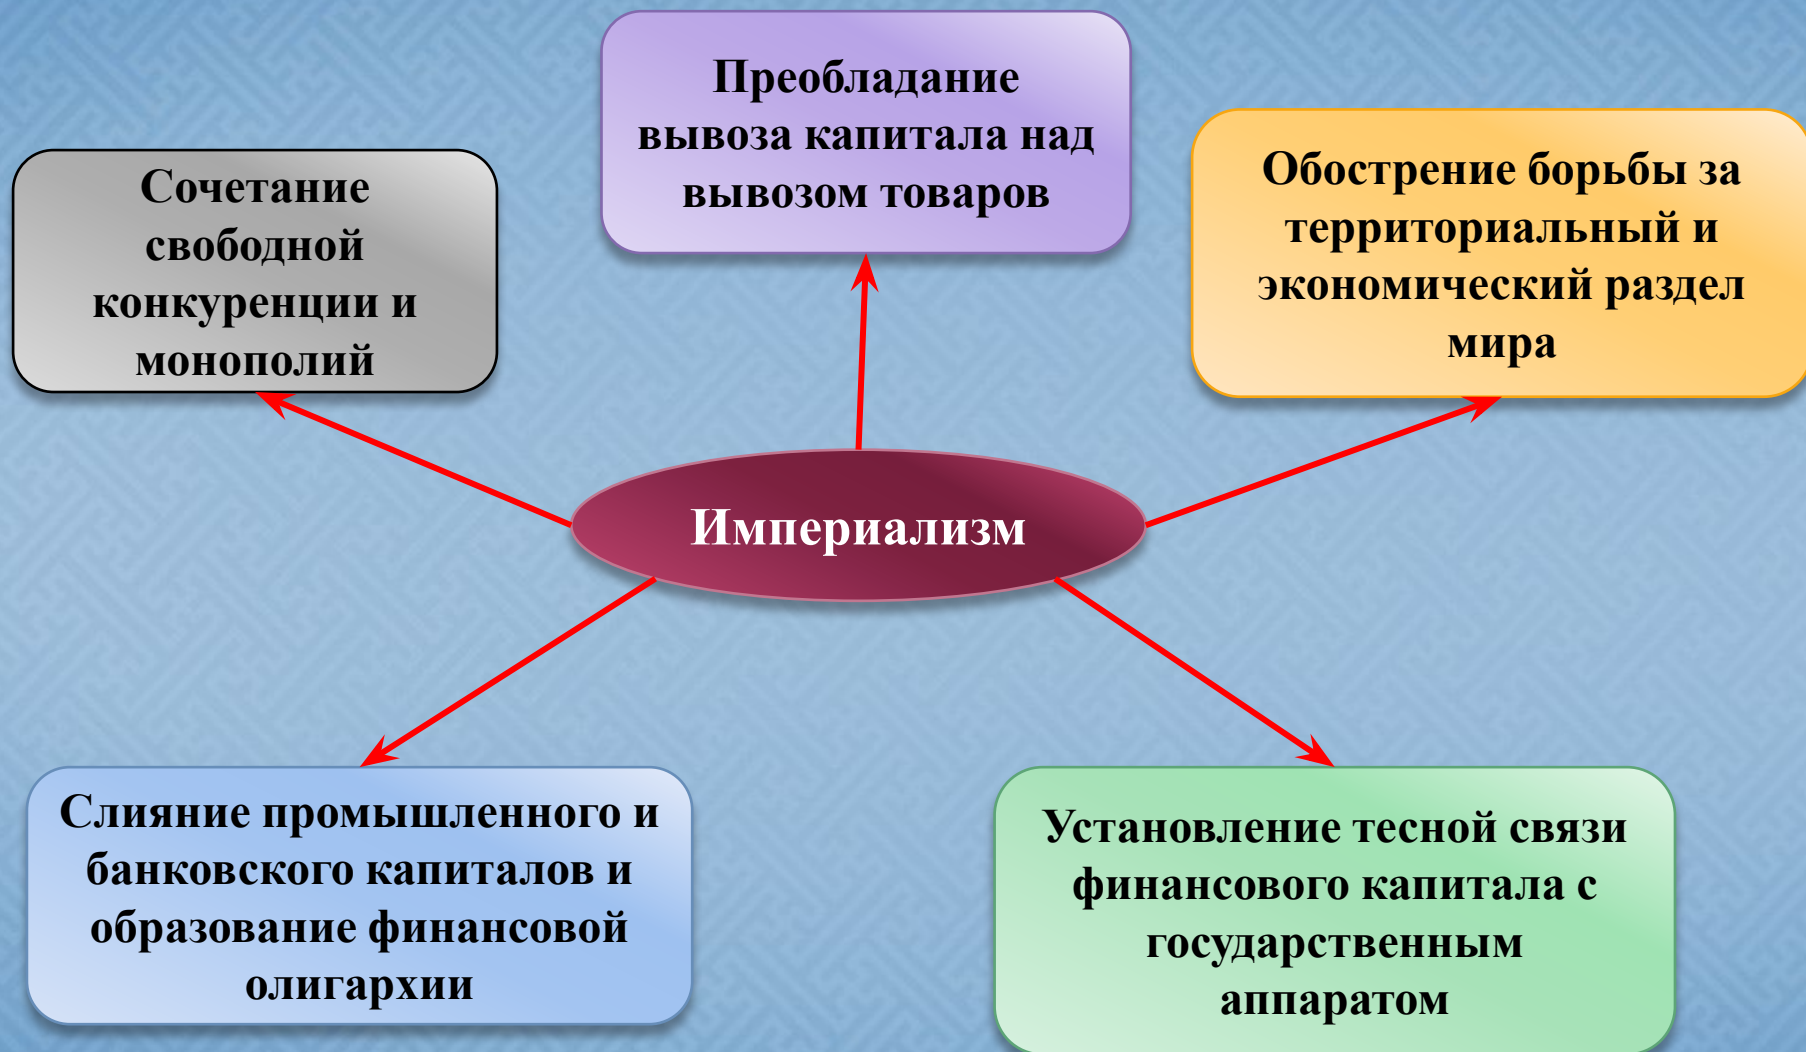 Преобладание
вывоза капитала над
вывозом товаров
Сочетание
свободной
конкуренции и
монополий
Обострение борьбы за
территориальный и
экономический раздел
мира
Империализм
Слияние промышленного и
банковского капиталов и
образование финансовой
олигархии
Установление тесной связи
финансового капитала с
государственным
аппаратом